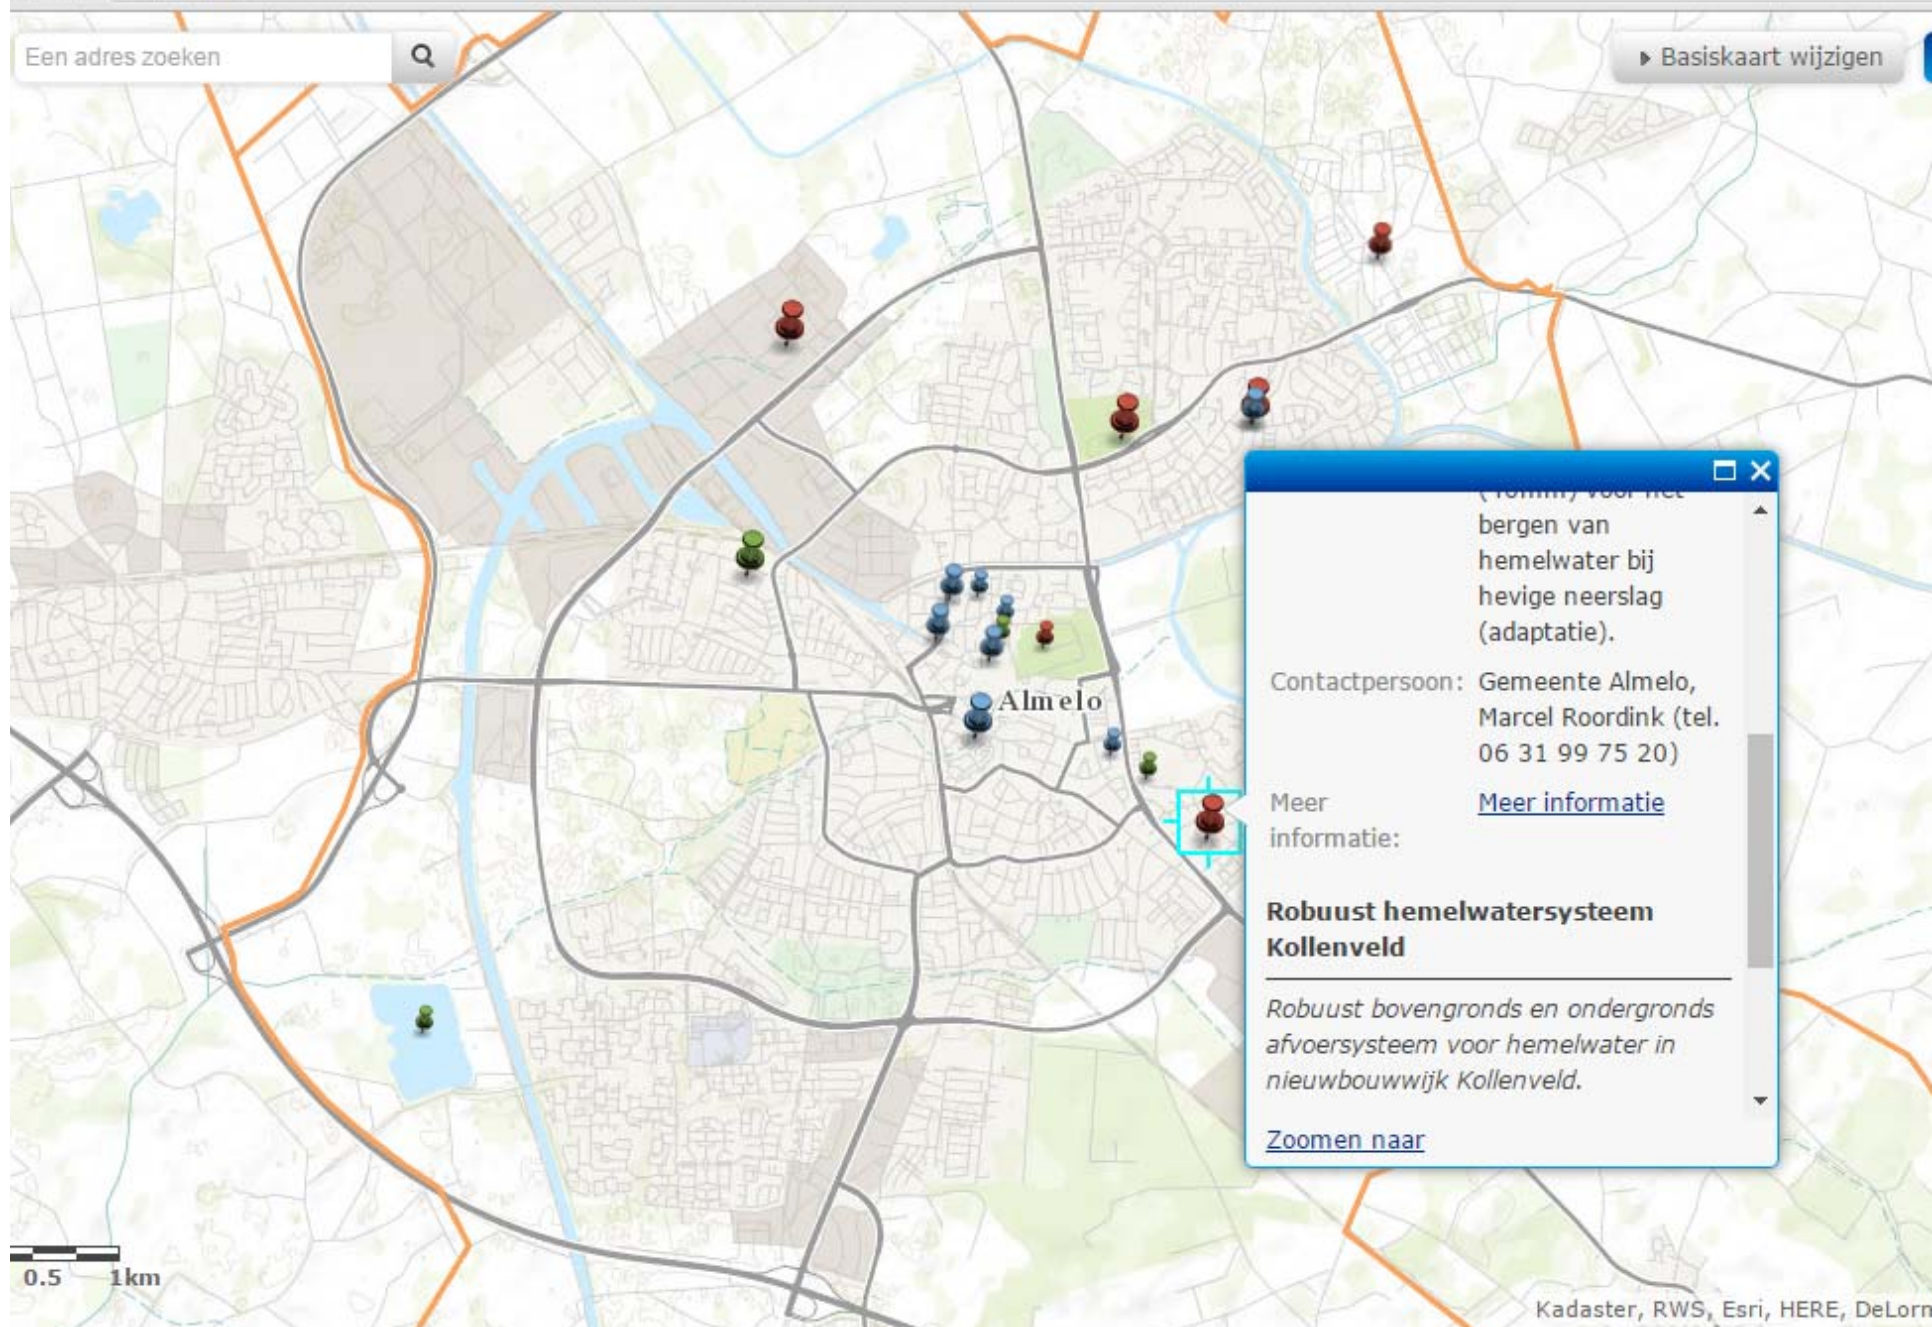 Een adres zoeken
Basiskaart wijzigen
voor het
bergen van
hemelwater bij
hevige neerslag
(adaptatie).
Contactpersoon: Gemeente Almelo,
Marcel Roordink (tel.
06 31 99 75 20)
Meer
informatie:
Meer informatie
Robuust hemelwatersysteem
Kollenveld
Robuust bovengronds en ondergronds
afvoersysteem voor hemelwater in
nieuwbouwwijk Kollenveld.
Zoomen naar
Almelo
0.5 1km
Kadaster, RWS, Esri, HERE, DeLorm